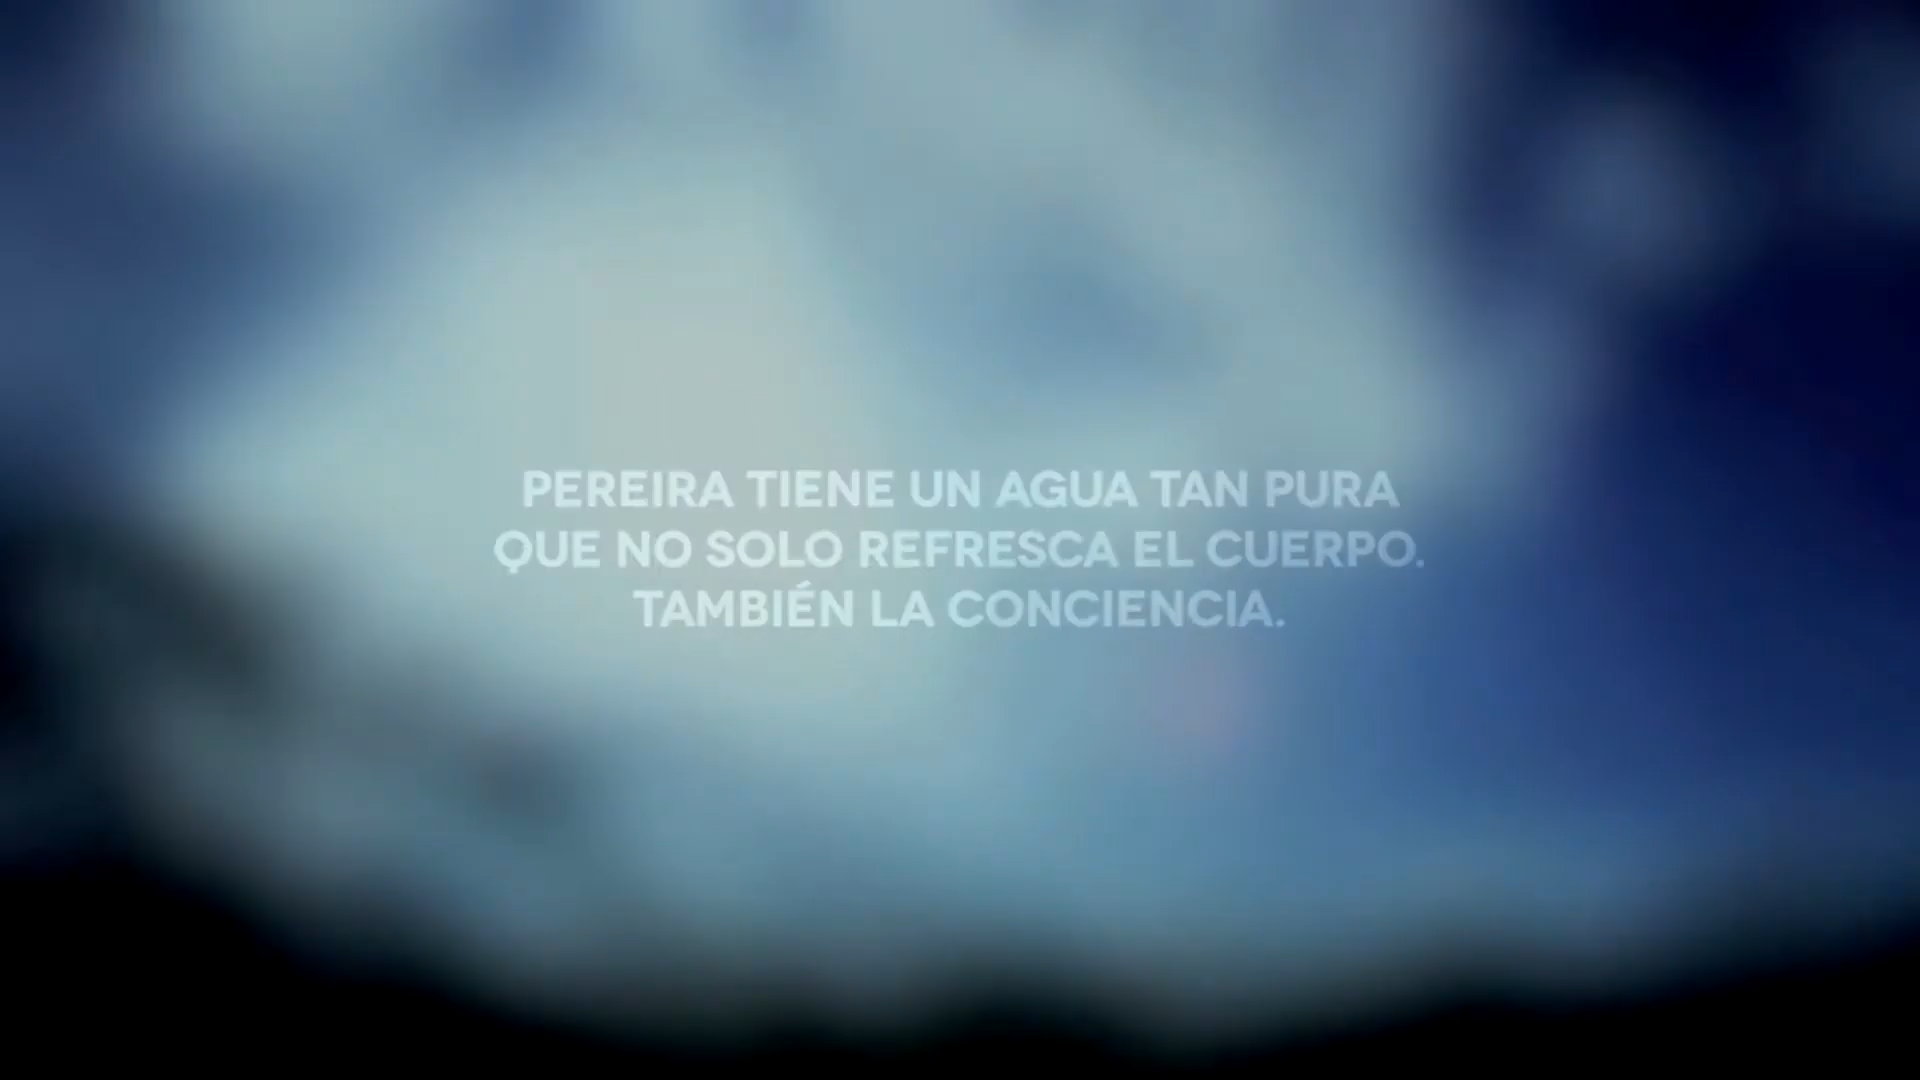 PEREIRA TIENE UN AGUA TAN PURA
QUE NO SOLO REFRESCA EL CUERPO.
TAMBIÉN LA CONCIENCIA.